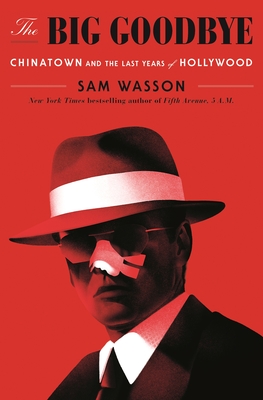 The BIG GOODBYE
CHINATOWN AND THE LAST YEARS of HOLLYWOOD
SAM WASSON
New York Times bestselling author of Fifth Avenue, 5 A.M.